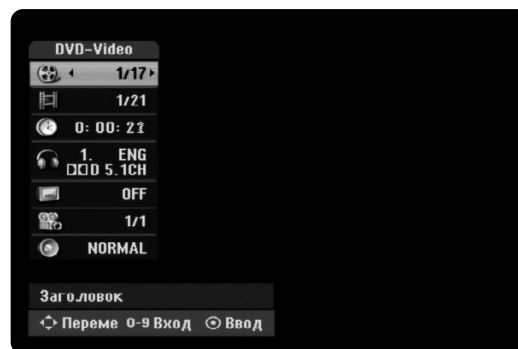 DVD-Video
1/17
1/21
0: 00: 21
1. ENG
D 5.1CH
OFF
1/1
NORMAL
Заголовок
Переме 0-9 Вход Ввод